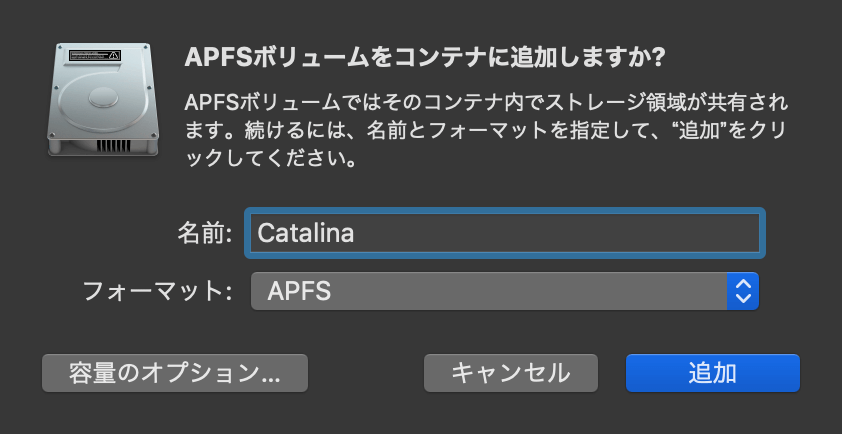 APFSボリュームをコンテナに追加しますか?
APFSボリュームではそのコンテナ内でストレージ領域が共有され
ます。続けるには、名前とフォーマットを指定して、“追加”をクリ
ックしてください。
名前: Catalina
フォーマット: APFS
容量のオプション... キャンセル 追加